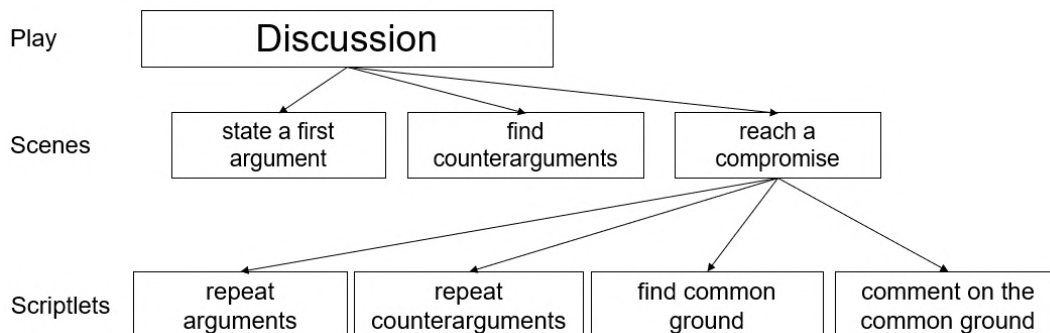 Play
Discussion
Scenes
state a first
argument
find
counterarguments
reach a
compromise
Scriptlets
repeat
arguments
repeat
counterarguments
find common
ground
comment on the
common ground